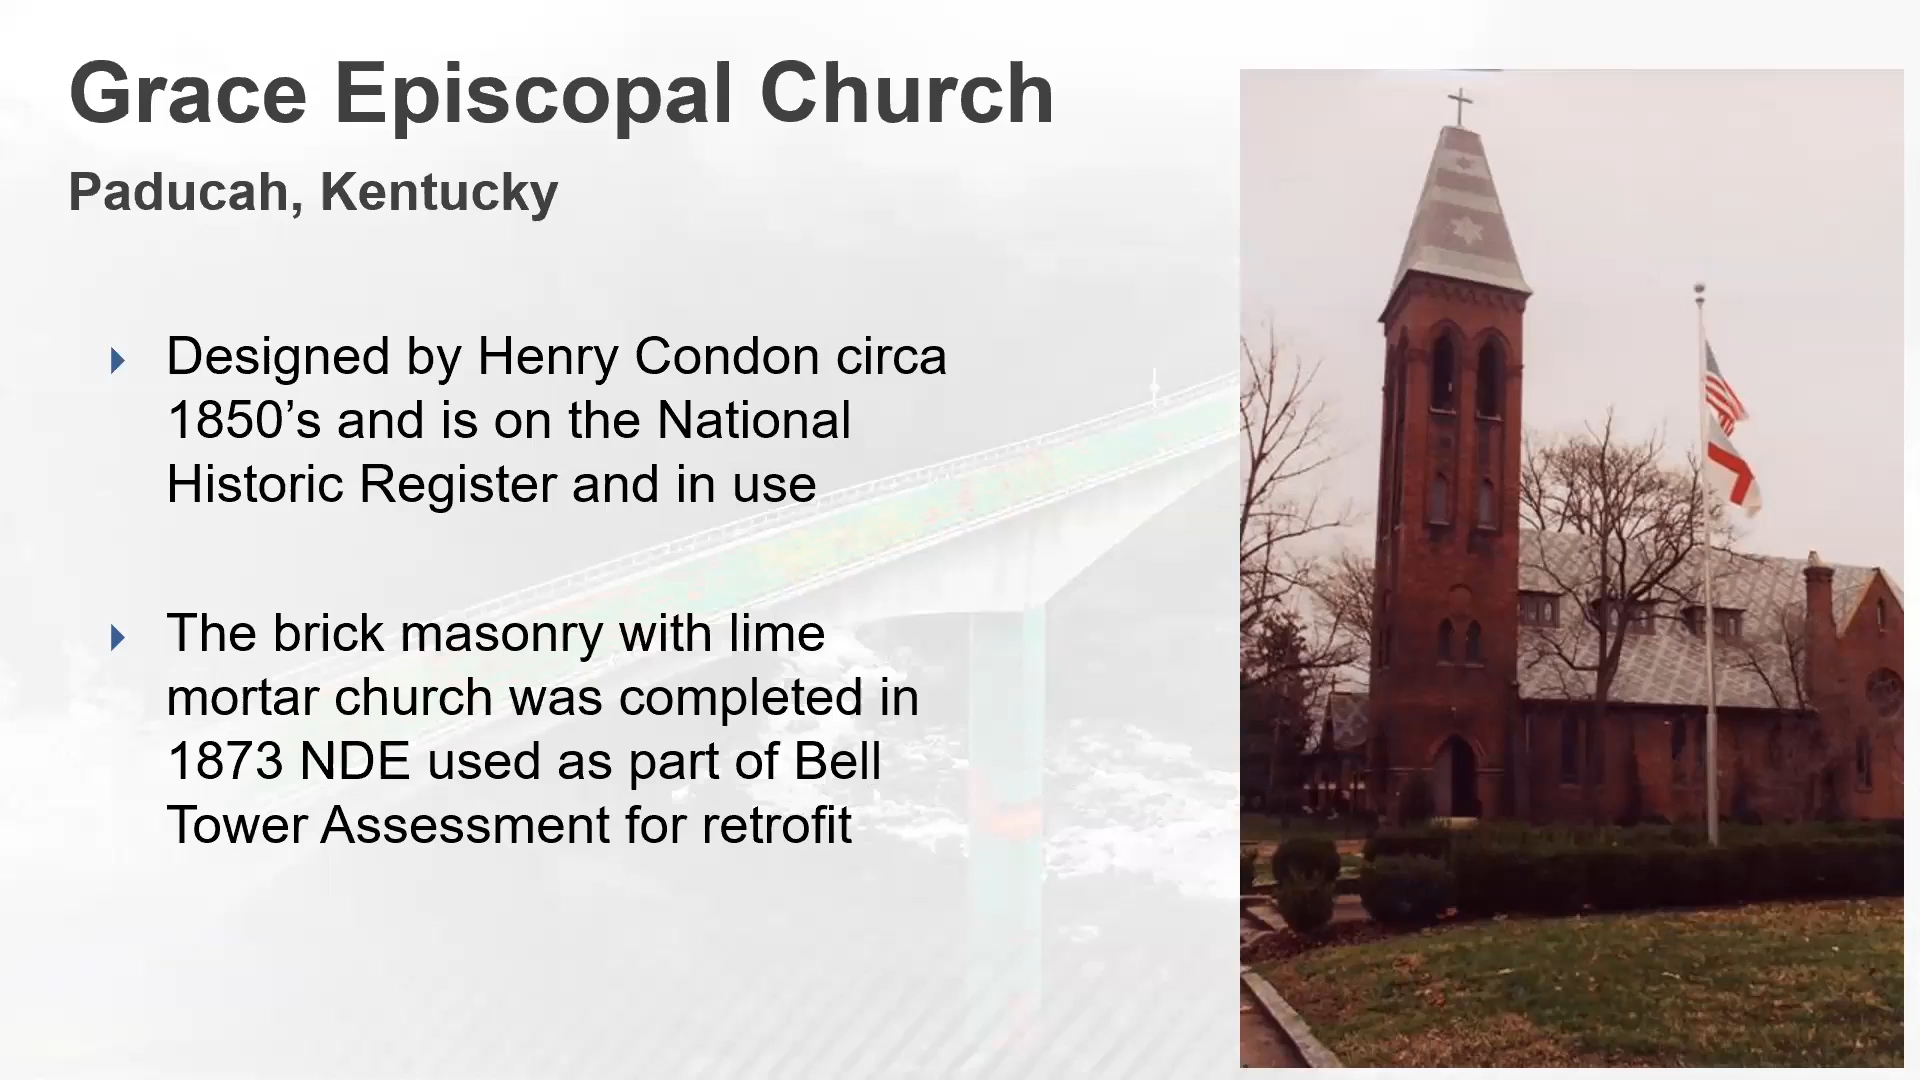 Grace Episcopal Church
Paducah, Kentucky
Designed by Henry Condon circa
1850’s and is on the National
Historic Register and in use
The brick masonry with lime
mortar church was completed in
1873 NDE used as part of Bell
Tower Assessment for retrofit